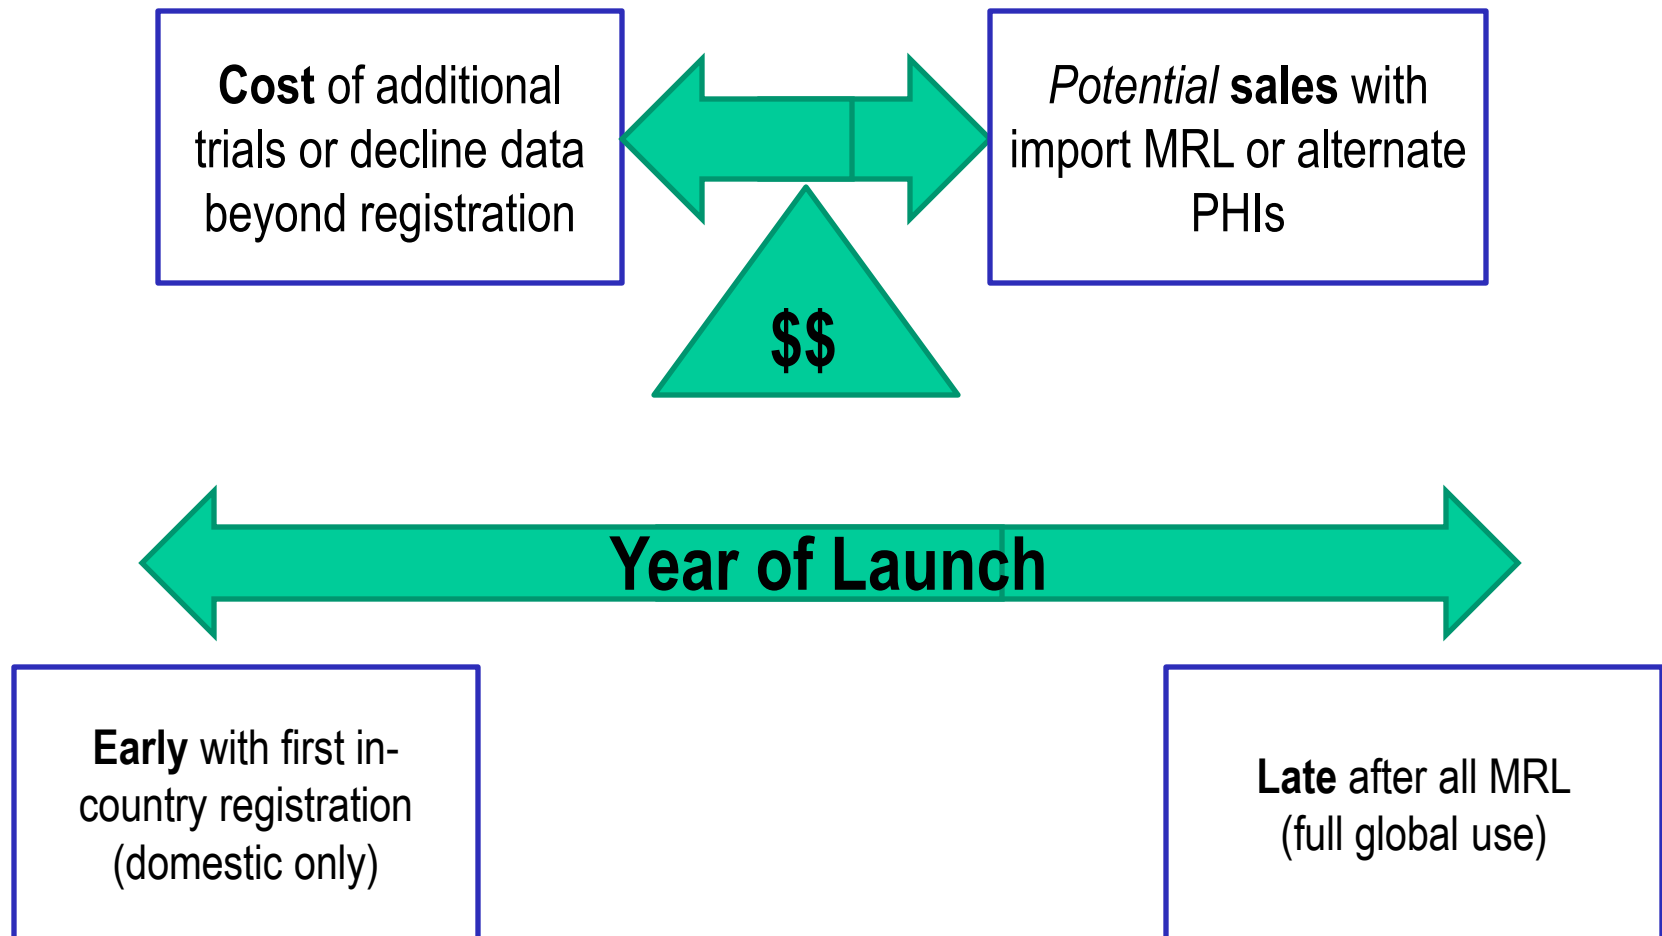 Cost of additional
trials or decline data
beyond registration
Potential sales with
import MRL or alternate
PHIs
$$
Year of Launch
Early with first in-
country registration
(domestic only)
Late after all MRL
(full global use)